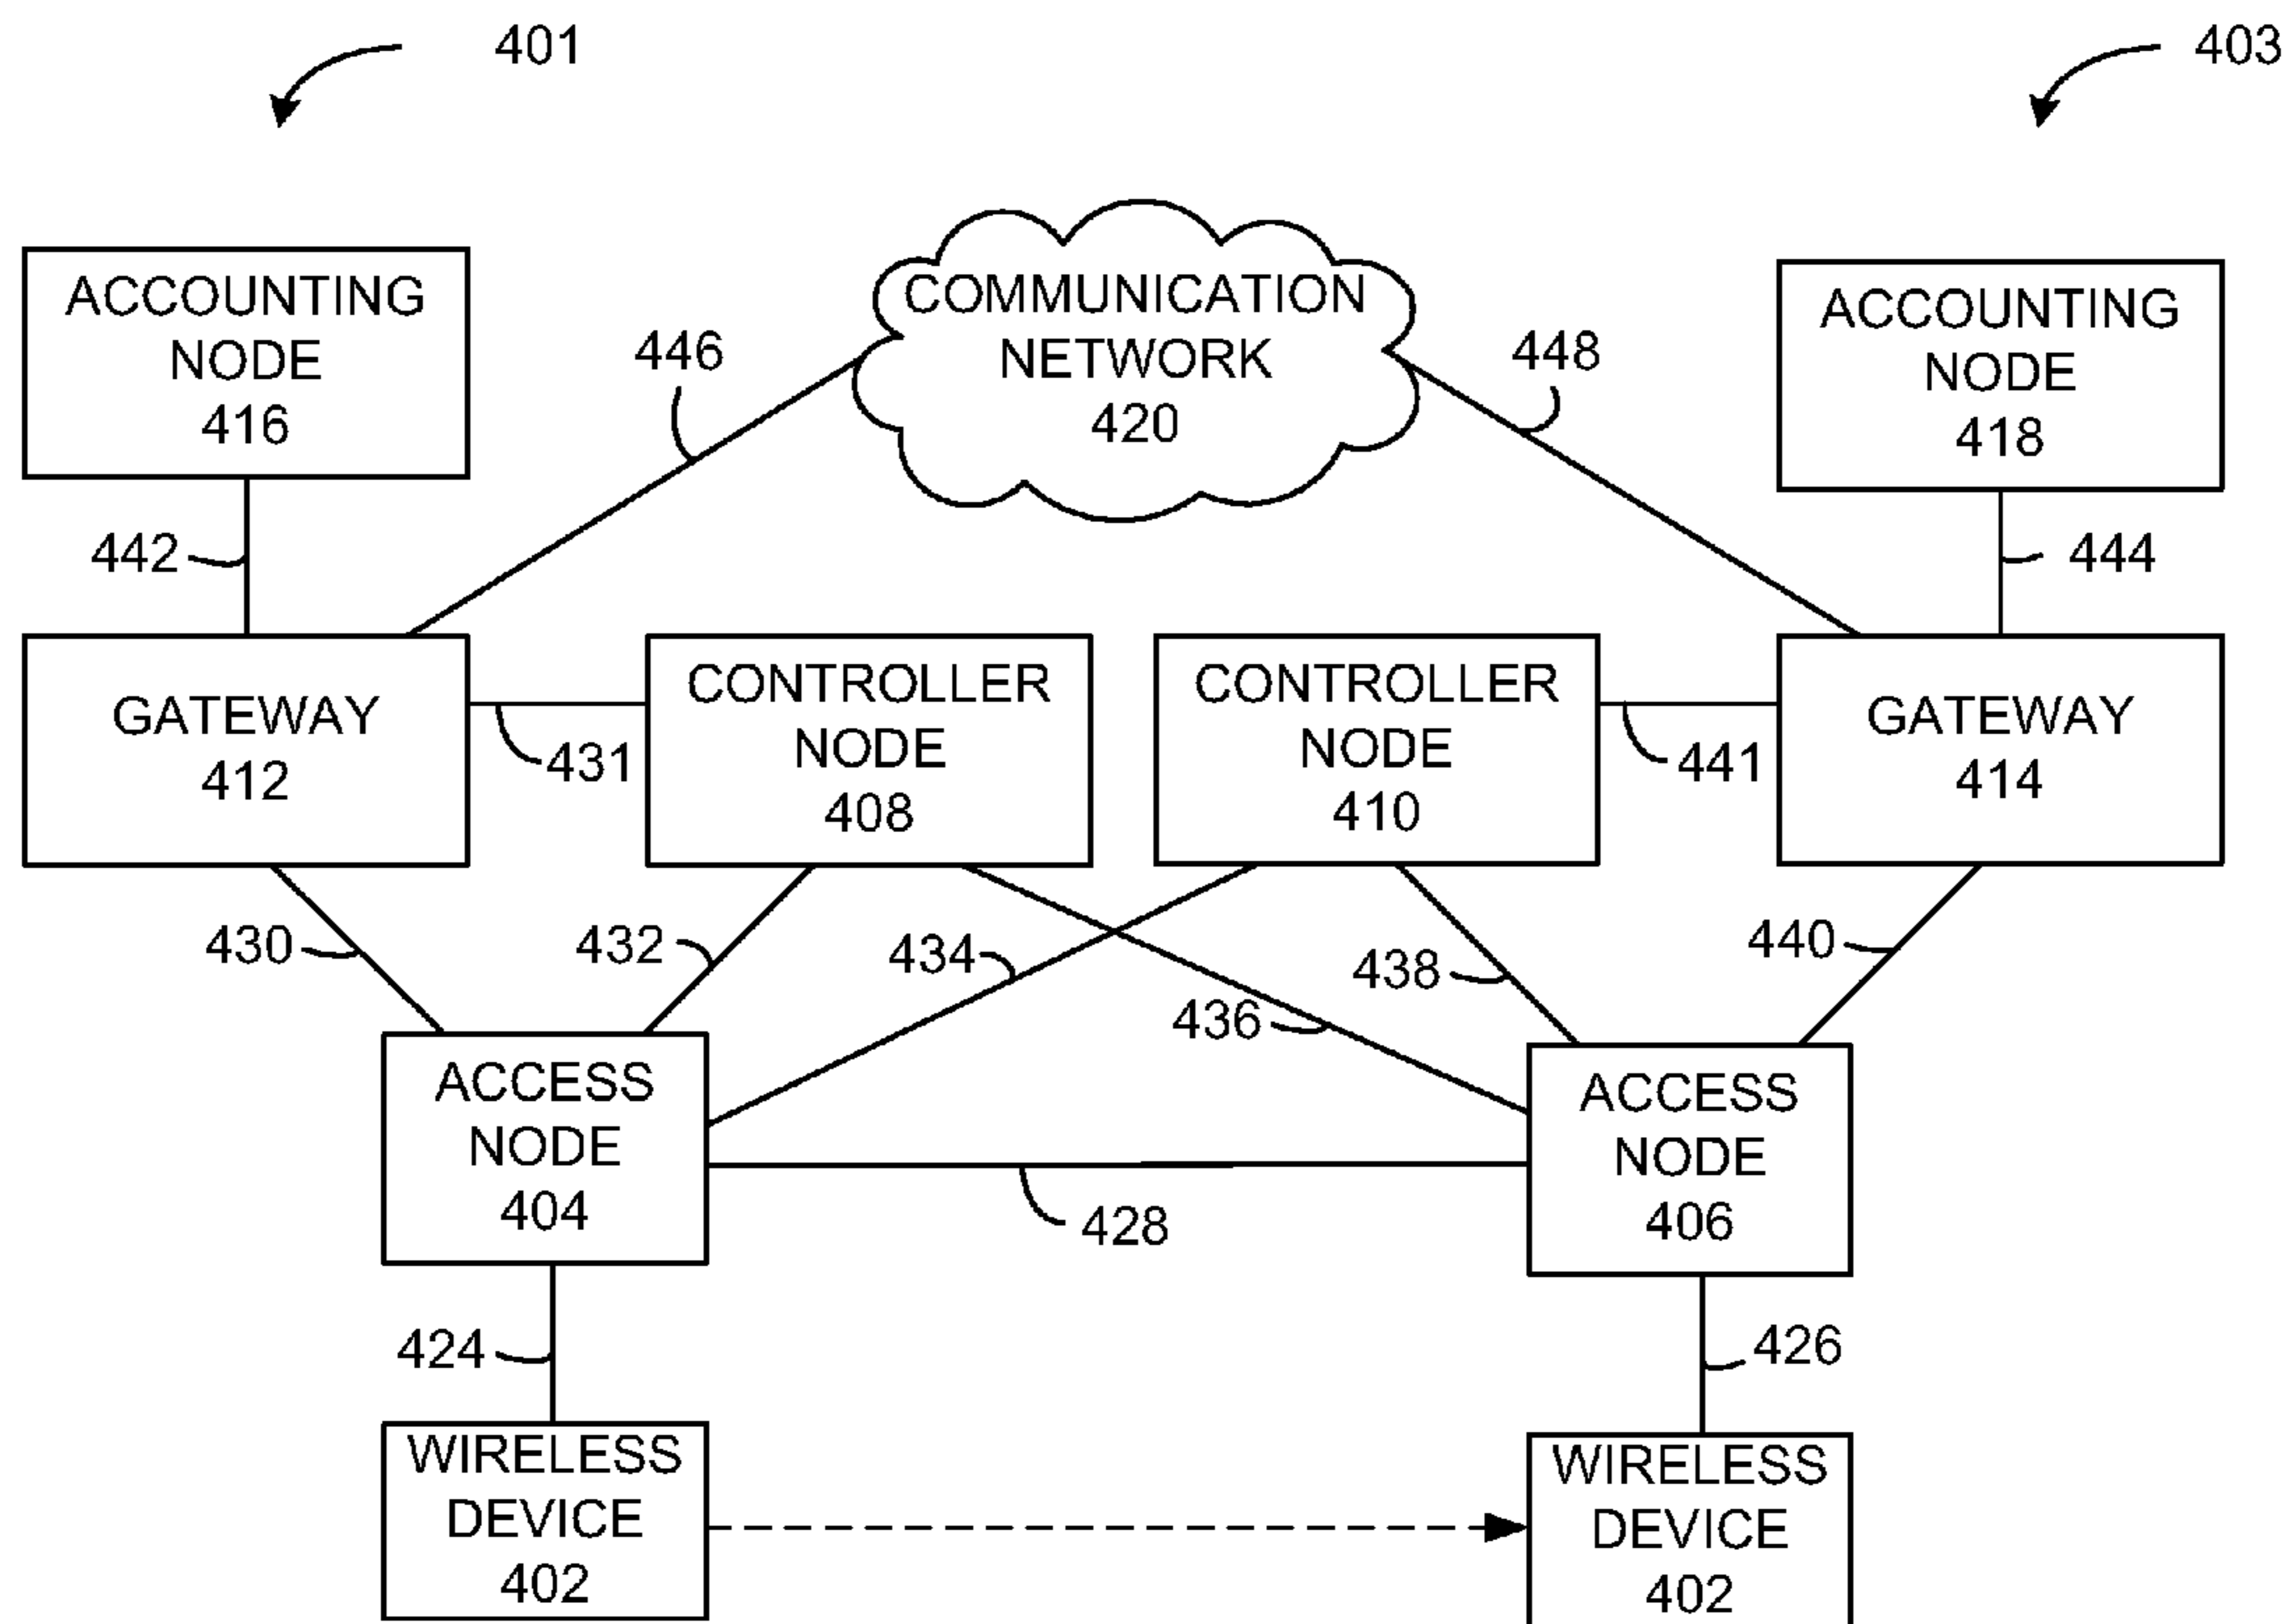 401
403
ACCOUNTING
NODE
416
COMMUNICATION
NETWORK
420
ACCOUNTING
NODE
418
446
448
442
444
GATEWAY
412
431
CONTROLLER
NODE
408
CONTROLLER
NODE
410
441
GATEWAY
414
430
432
434
436
438
440
ACCESS
NODE
404
428
ACCESS
NODE
406
424
426
WIRELESS
DEVICE
402
WIRELESS
DEVICE
402